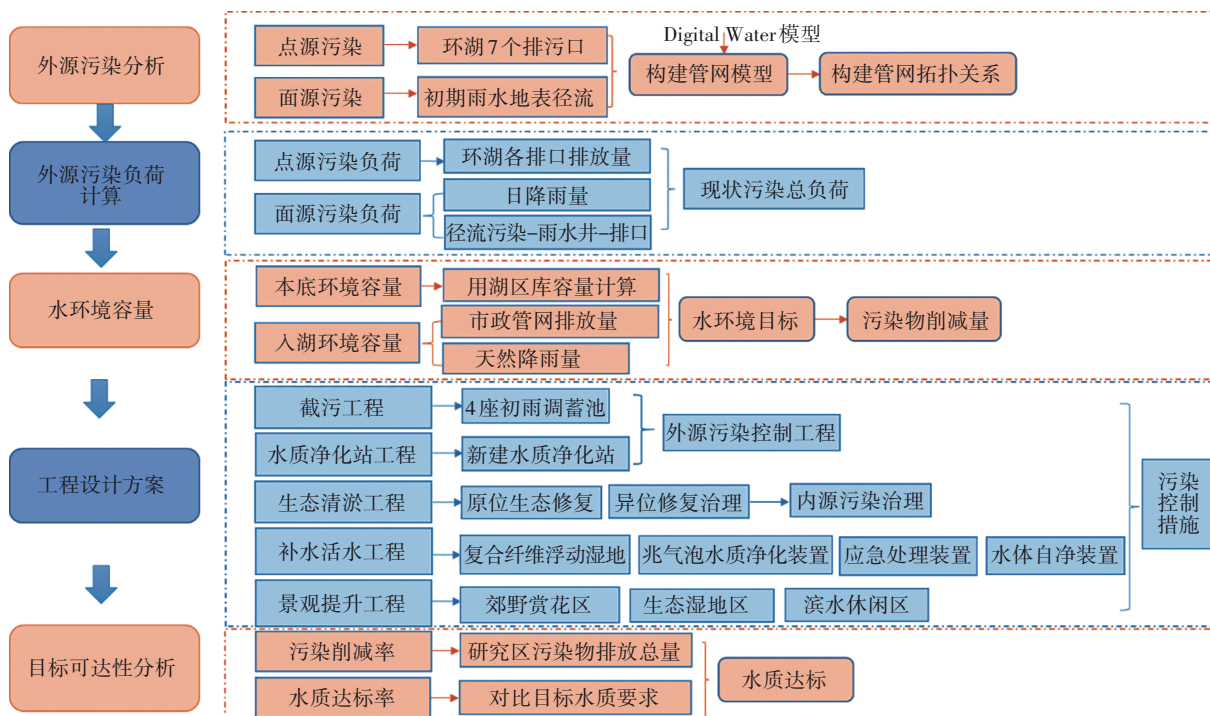 外源污染分析
点源污染
环湖7个排污口
面源污染
初期雨水地表径流
Digital Water模型
构建管网模型
构建管网拓扑关系
外源污染负荷
计算
点源污染负荷
环湖各排口排放量
面源污染负荷
日降雨量
径流污染–雨水井–排口
现状污染总负荷
水环境容量
本底环境容量
用湖区库容量计算
入湖环境容量
市政管网排放量
天然降雨量
水环境目标
污染物削减量
工程设计方案
截污工程
4座初雨调蓄池
水质净化站工程
新建水质净化站
外源污染控制工程
生态清淤工程
原位生态修复
异位修复治理
内源污染治理
补水活水工程
复合纤维浮动湿地
兆气泡水质净化装置
应急处理装置
水体自净装置
景观提升工程
郊野赏花区
生态湿地区
滨水休闲区
污染
控制
措施
目标可达性分析
污染削减率
研究区污染物排放总量
水质达标率
对比目标水质要求
水质达标